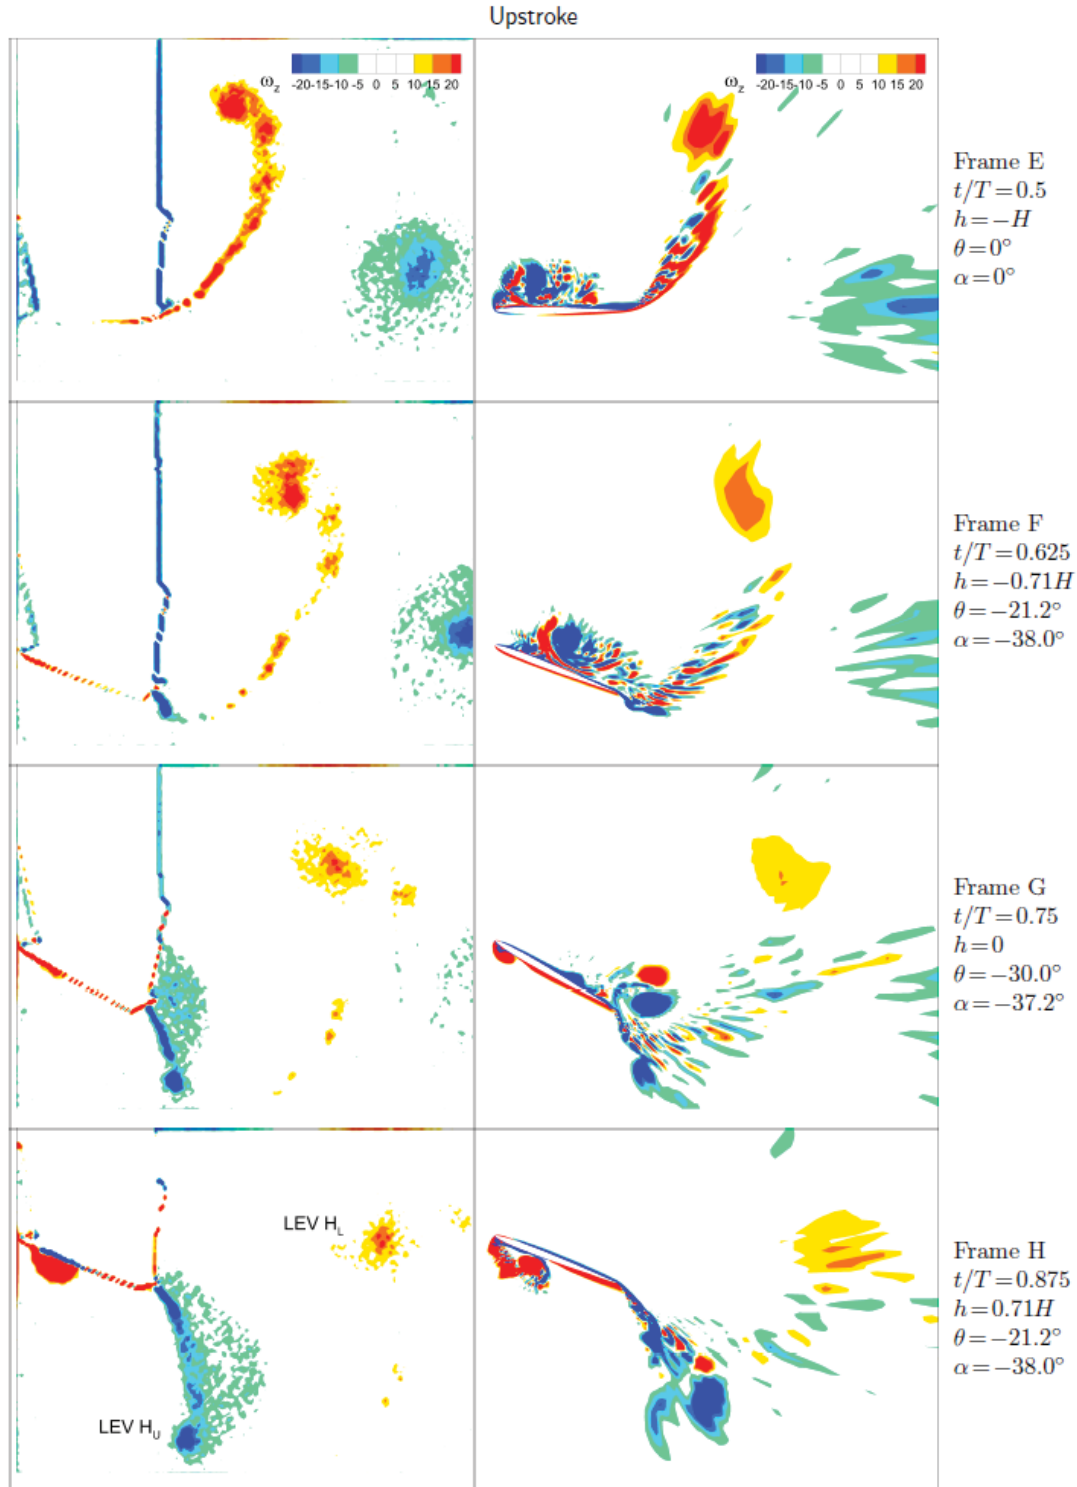 Upstroke
ω_z -20-15-10 -5 0 5 10 15 20
ω_z -20-15-10 -5 0 5 10 15 20
Frame E
t/T=0.5
h=−H
θ=0°
α=0°
Frame F
t/T=0.625
h=−0.71H
θ=−21.2°
α=−38.0°
Frame G
t/T=0.75
h=0
θ=−30.0°
α=−37.2°
LEV H_L
LEV H_U
Frame H
t/T=0.875
h=0.71H
θ=−21.2°
α=−38.0°